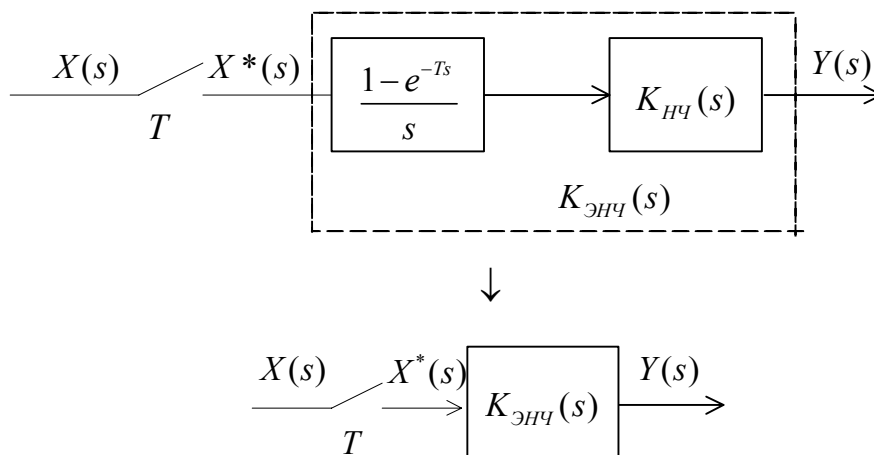 X(s) X*(s) 1−e^{−Ts} / s K_{НЧ}(s) Y(s)
T
K_{ЭНЧ}(s)
↓
X(s) X^{*}(s) K_{ЭНЧ}(s) Y(s)
T